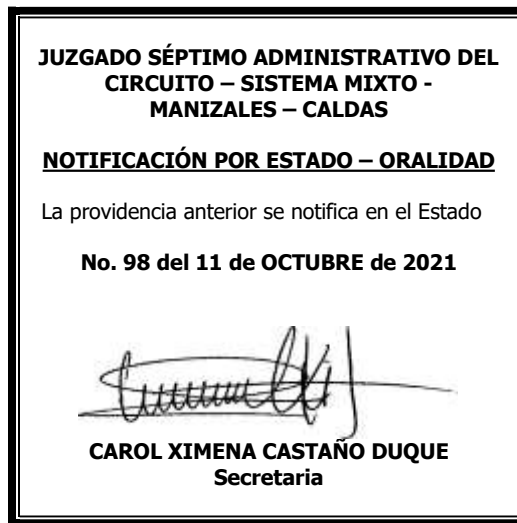 JUZGADO SÉPTIMO ADMINISTRATIVO DEL
CIRCUITO – SISTEMA MIXTO -
MANIZALES – CALDAS
NOTIFICACIÓN POR ESTADO – ORALIDAD
La providencia anterior se notifica en el Estado
No. 98 del 11 de OCTUBRE de 2021
CAROL XIMENA CASTAÑO DUQUE
Secretaria